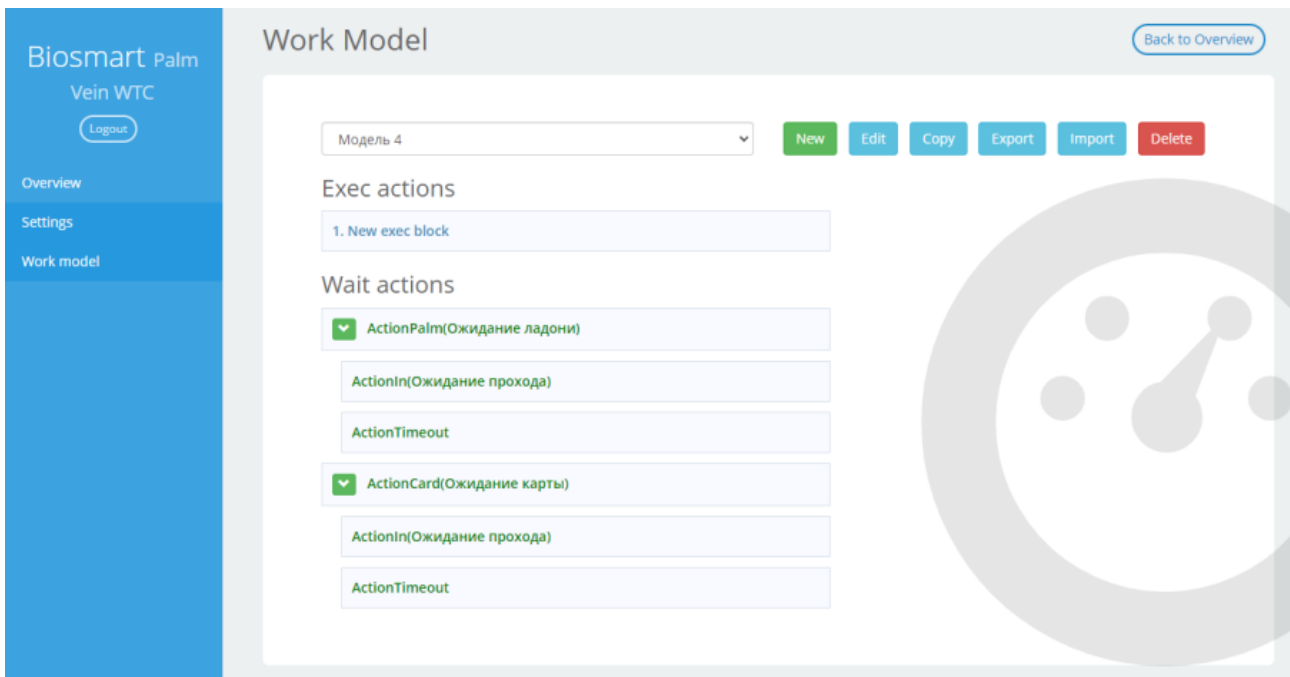 Biosmart Palm
Vein WTC
Logout
Overview
Settings
Work model
Work Model
Back to Overview
Модель 4
New Edit Copy Export Import Delete
Exec actions
1. New exec block
Wait actions
ActionPalm(Ожидание ладони)
ActionIn(Ожидание прохода)
ActionTimeout
ActionCard(Ожидание карты)
ActionIn(Ожидание прохода)
ActionTimeout